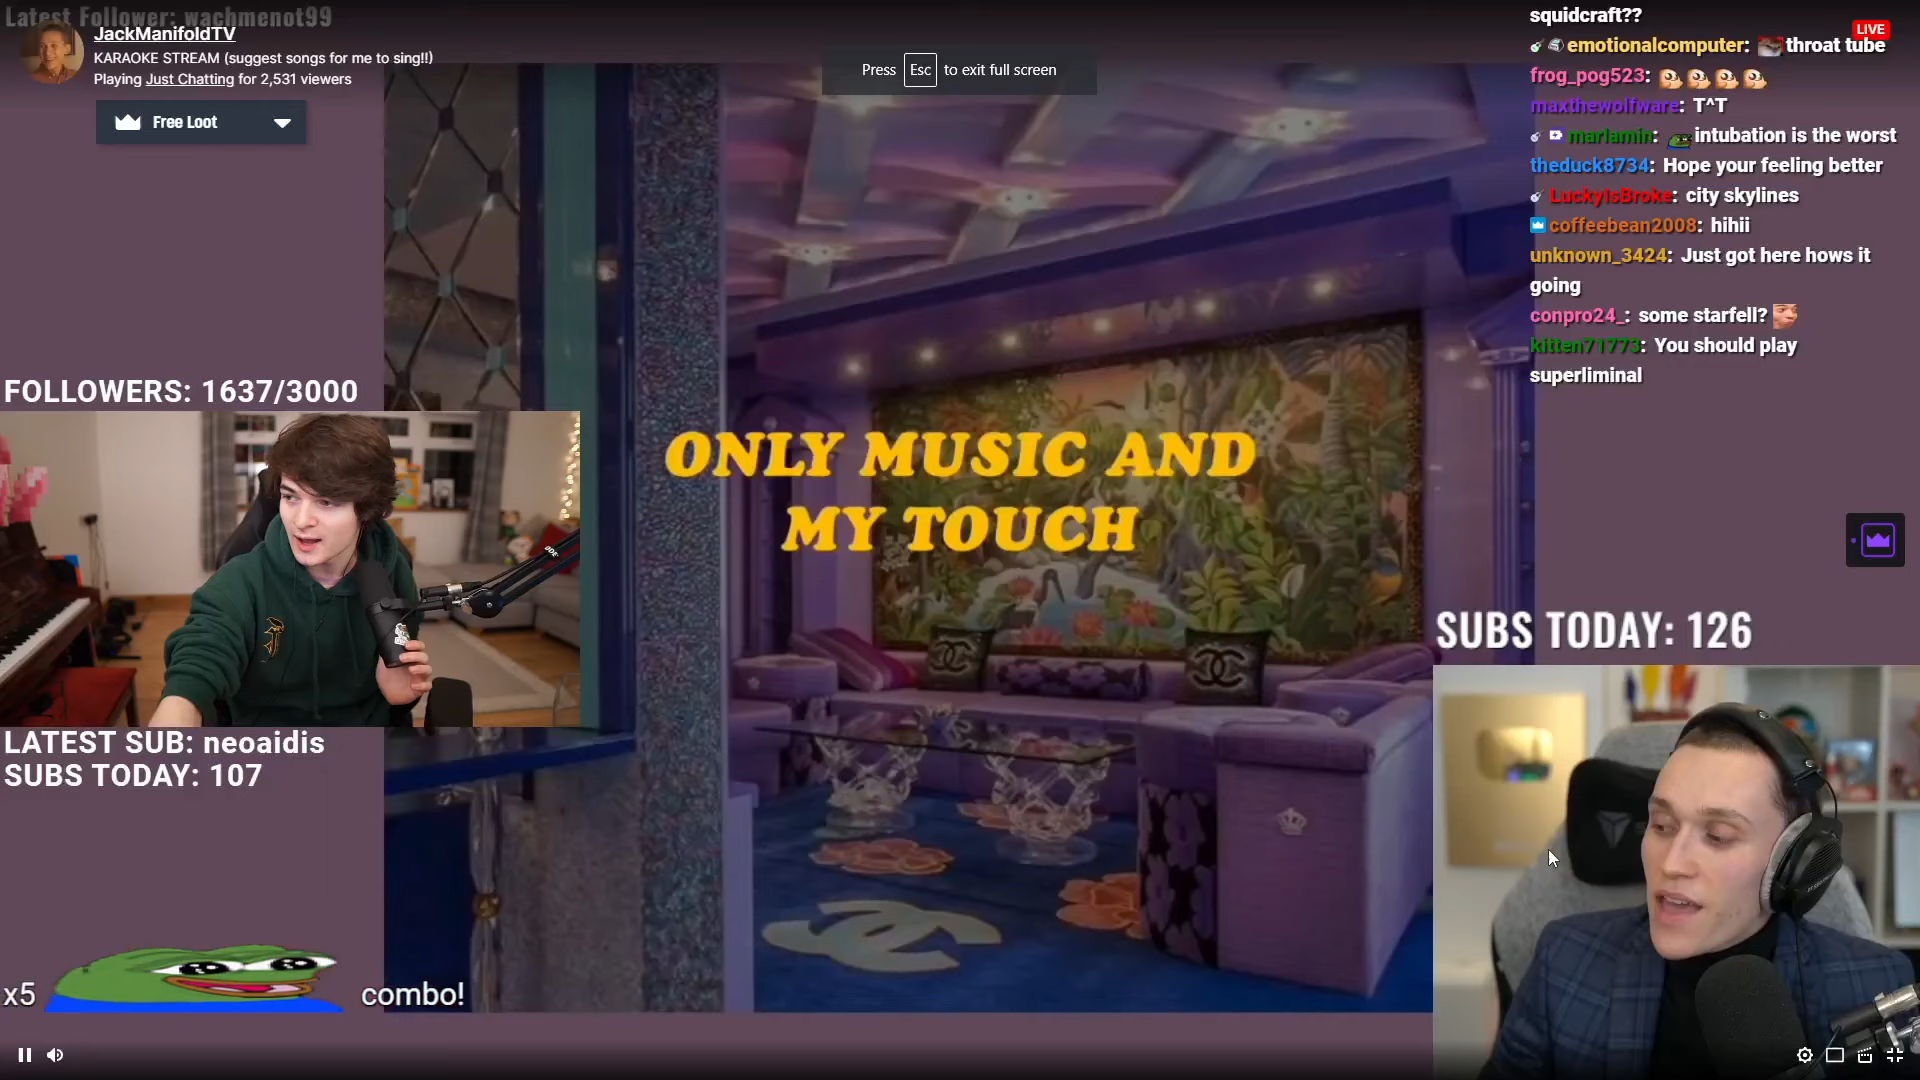 Latest Follower: wachmenot99
JackManifoldTV
KARAOKE STREAM (suggest songs for me to sing!!)
Playing Just Chatting for 2,531 viewers
Free Loot
Press Esc to exit full screen
LIVE
squidcraft??
emotionalcomputer: throat tube
frog_pog523:
maxthewolfware: T^T
marlamin: intubation is the worst
theduck8734: Hope your feeling better
LuckyIsBroke: city skylines
coffeebean2008: hihii
unknown_3424: Just got here hows it
going
conpro24_: some starfell?
kitten71773: You should play
superliminal
FOLLOWERS: 1637/3000
ONLY MUSIC AND
MY TOUCH
SUBS TODAY: 126
LATEST SUB: neoaidis
SUBS TODAY: 107
x5 combo!